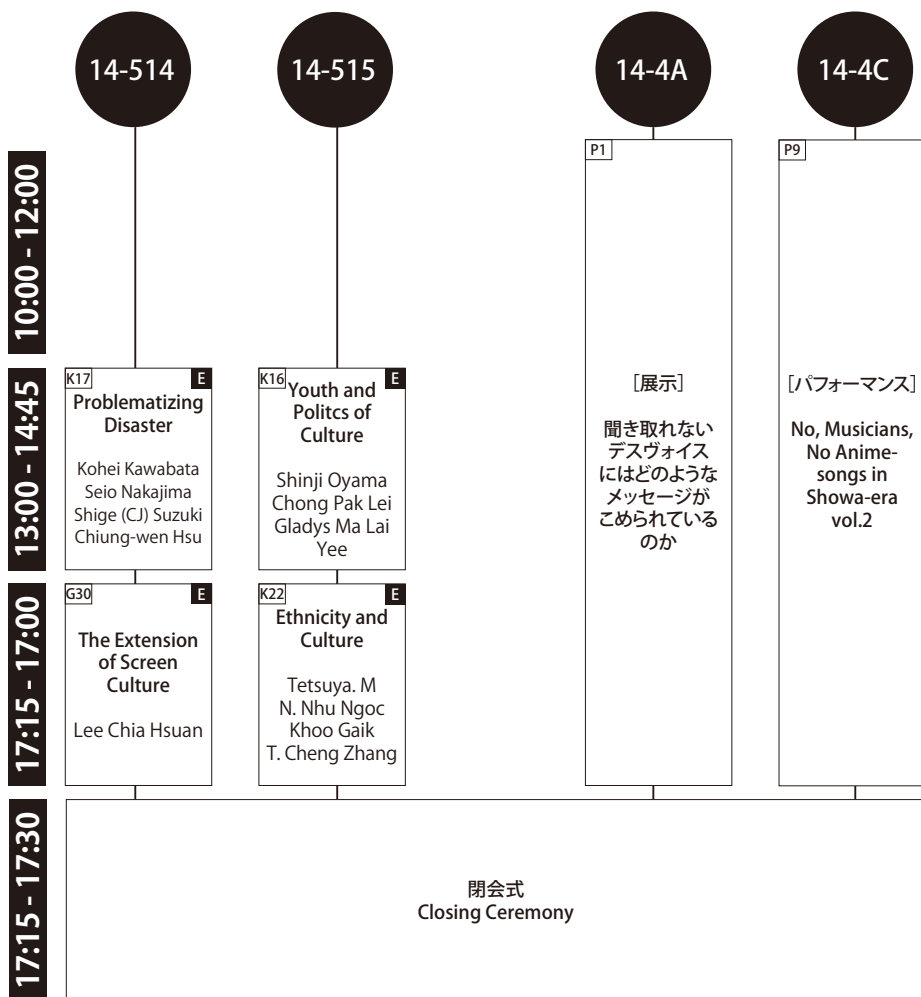 14-514
14-515
14-4A
14-4C
10:00 - 12:00
P1
P9
13:00 - 14:45
K17
E
Problematizing
Disaster
Kohei Kawabata
Seio Nakajima
Shige (CJ) Suzuki
Chiung-wen Hsu
K16
E
Youth and
Politcs of
Culture
Shinji Oyama
Chong Pak Lei
Gladys Ma Lai
Yee
［展示］
聞き取れない
デスヴォイス
にはどのような
メッセージが
こめられている
のか
［パフォーマンス］
No, Musicians,
No Anime-
songs in
Showa-era
vol.2
17:15 - 17:00
G30
E
The Extension
of Screen
Culture
Lee Chia Hsuan
K22
E
Ethnicity and
Culture
Tetsuya. M
N. Nhu Ngoc
Khoo Gaik
T. Cheng Zhang
17:15 - 17:30
閉会式
Closing Ceremony